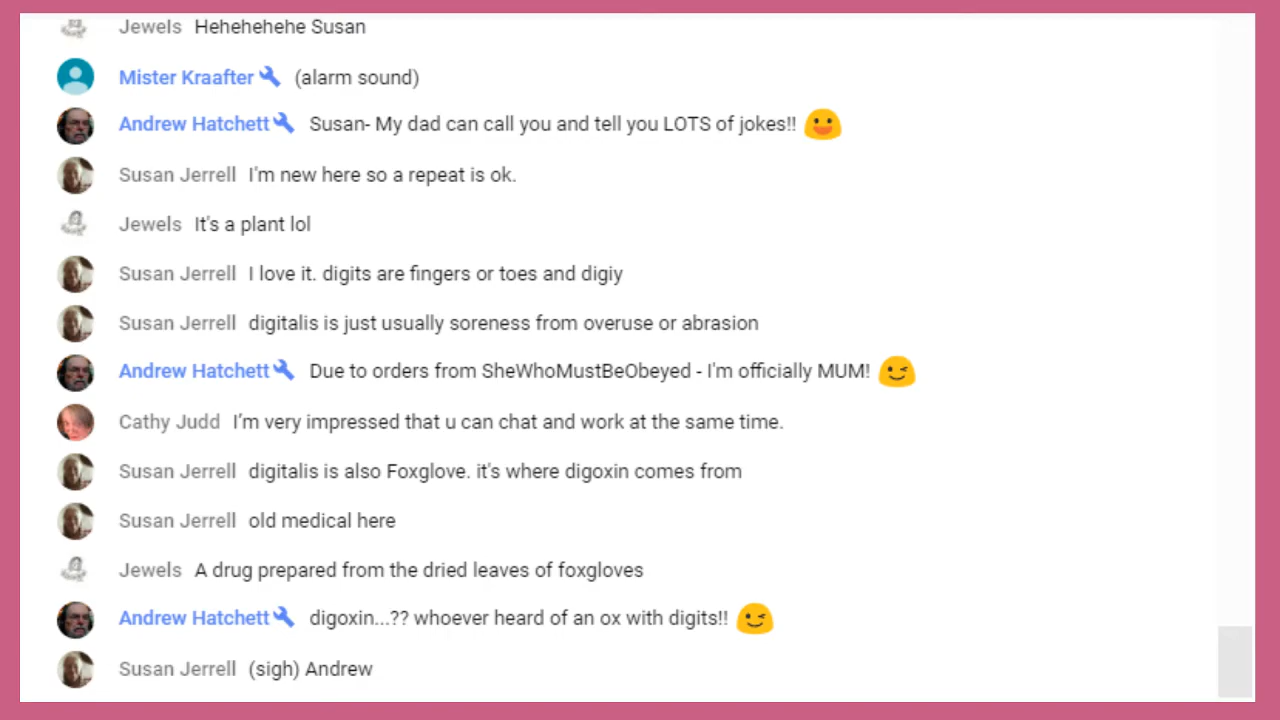 Jewels Hehehehehe Susan
Mister Kraafter (alarm sound)
Andrew Hatchett Susan- My dad can call you and tell you LOTS of jokes!!
Susan Jerrell I'm new here so a repeat is ok.
Jewels It's a plant lol
Susan Jerrell I love it. digits are fingers or toes and digiy
Susan Jerrell digitalis is just usually soreness from overuse or abrasion
Andrew Hatchett Due to orders from SheWhoMustBeObeyed - I'm officially MUM!
Cathy Judd I’m very impressed that u can chat and work at the same time.
Susan Jerrell digitalis is also Foxglove. it's where digoxin comes from
Susan Jerrell old medical here
Jewels A drug prepared from the dried leaves of foxgloves
Andrew Hatchett digoxin...?? whoever heard of an ox with digits!!
Susan Jerrell (sigh) Andrew